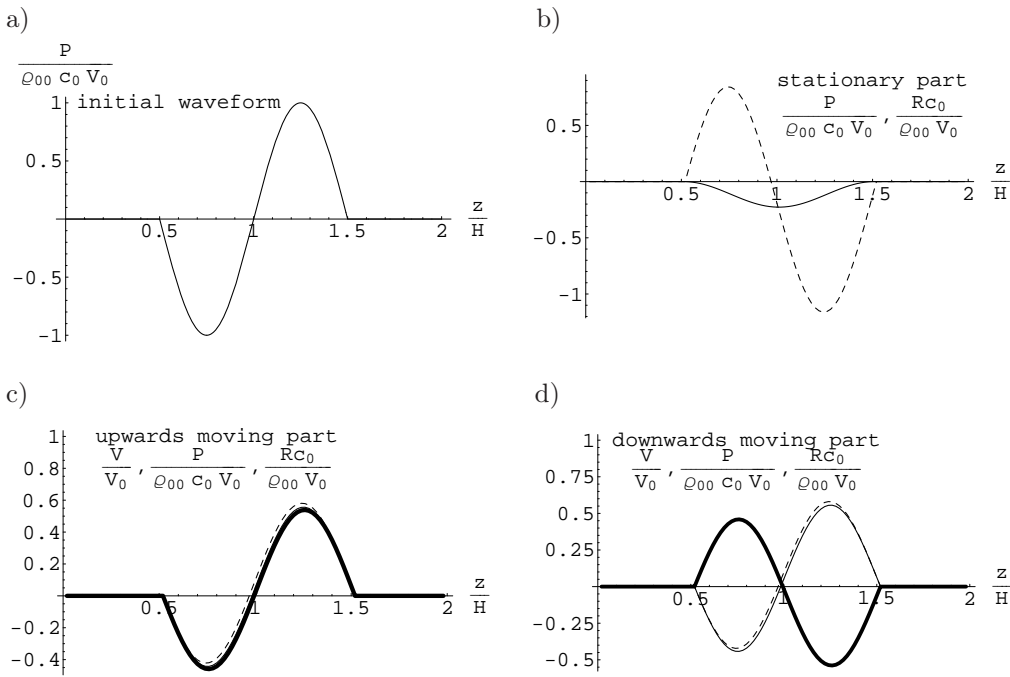 a)
P
ϱ00 c0 V0
initial waveform
1
0.5
-0.5
-1
0.5 1 1.5 2
z
H
b)
stationary part
P Rc0
ϱ00 c0 V0 , ϱ00 V0
0.5
-0.5
-1
0.5 1 1.5 2
z
H
c)
upwards moving part
V P Rc0
V0 , ϱ00 c0 V0 , ϱ00 V0
1
0.8
0.6
0.4
0.2
-0.2
-0.4
0.5 1 1.5 2
z
H
d)
downwards moving part
V P Rc0
V0 , ϱ00 c0 V0 , ϱ00 V0
1
0.75
0.5
0.25
-0.25
-0.5
0.5 1 1.5 2
z
H